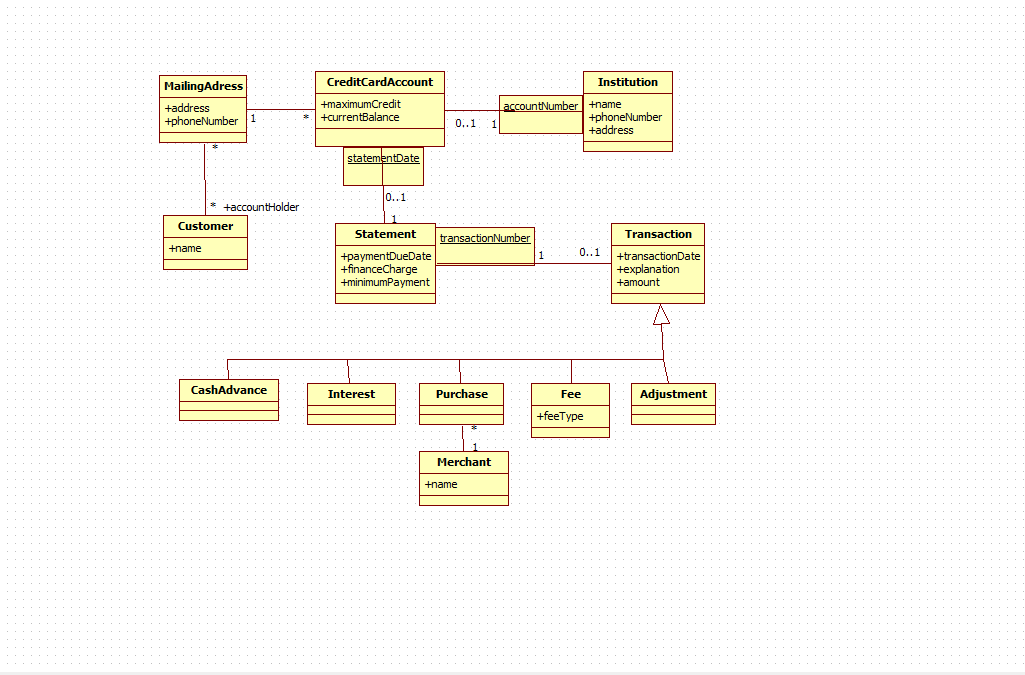 MailingAdress
+address
+phoneNumber
1
*
CreditCardAccount
+maximumCredit
+currentBalance
0..1
1
accountNumber
Institution
+name
+phoneNumber
+address
*
statementDate
0..1
1
* +accountHolder
Customer
+name
Statement
+paymentDueDate
+financeCharge
+minimumPayment
transactionNumber
1
0..1
Transaction
+transactionDate
+explanation
+amount
CashAdvance
Interest
Purchase
Fee
+feeType
Adjustment
*
1
Merchant
+name